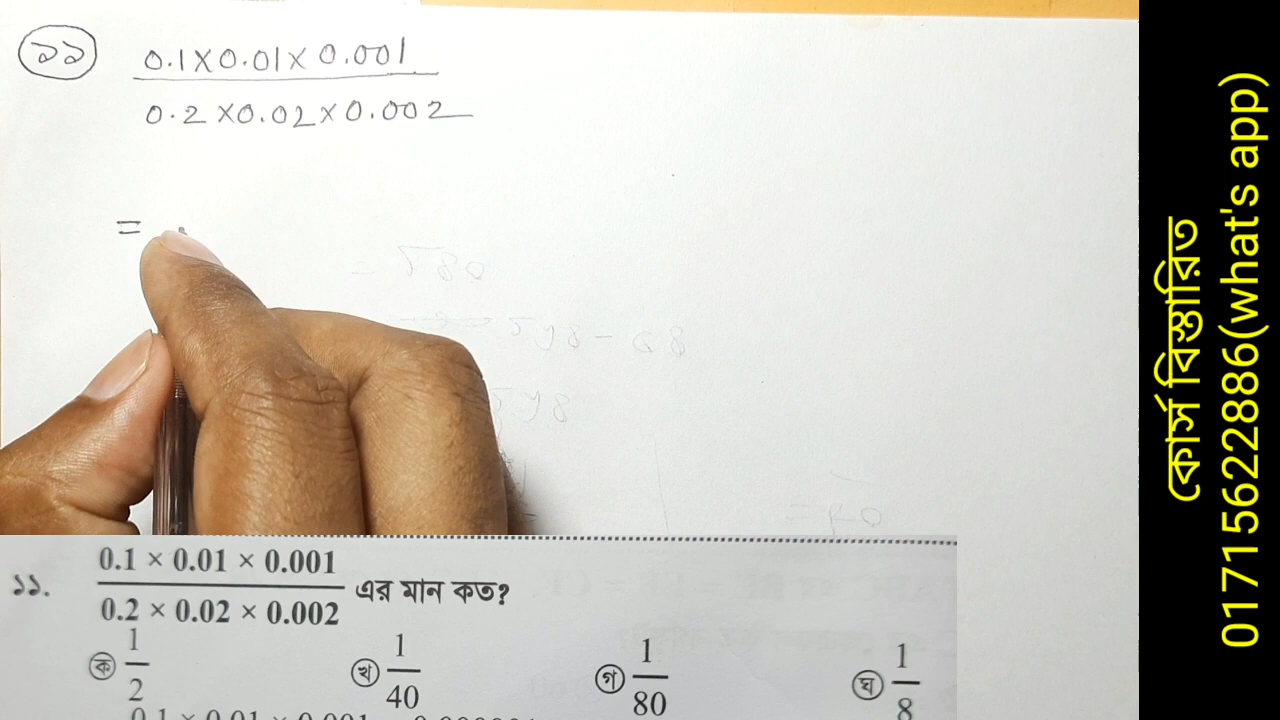 ১১ 0.1×0.01×0.001
0.2×0.02×0.002
=
= √80
১১. 0.1 × 0.01 × 0.001
0.2 × 0.02 × 0.002 এর মান কত?
ক 1/2 খ 1/40 গ 1/80 ঘ 1/8
কোর্স বিস্তারিত
01715622886(what's app)